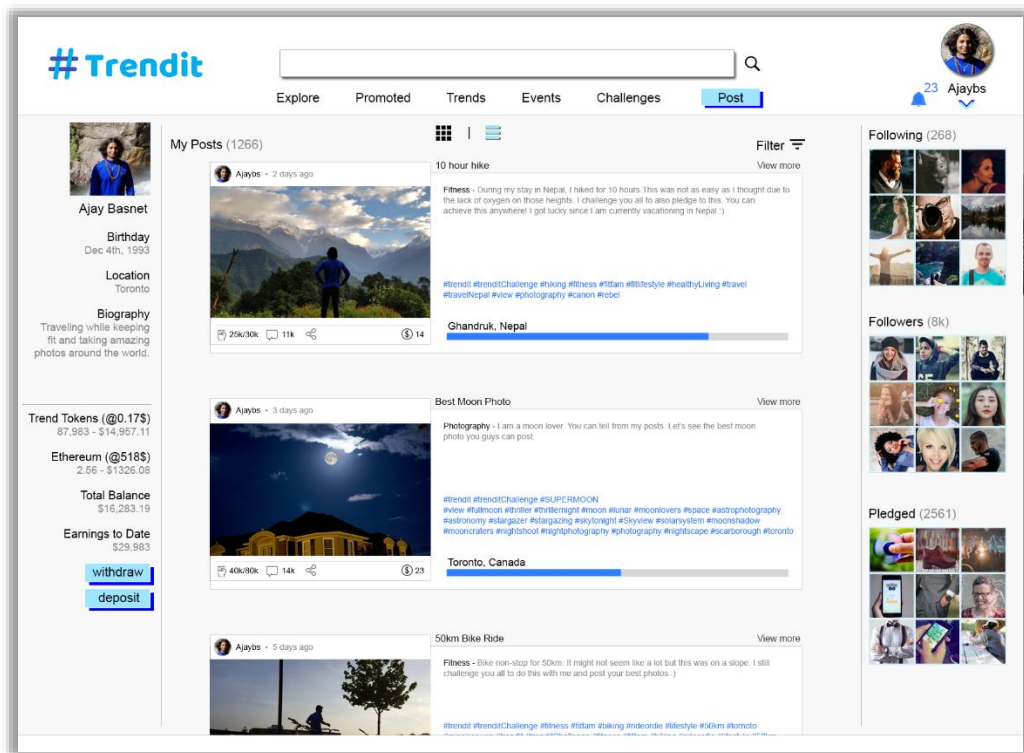 #Trendit
Explore Promoted Trends Events Challenges Post
23 Ajaybs
Ajay Basnet
Birthday
Dec 4th, 1993
Location
Toronto
Biography
Traveling while keeping
fit and taking amazing
photos around the world.
Trend Tokens (@0.17$)
87,983 - $14,957.11
Ethereum (@518$)
2.56 - $1326.08
Total Balance
$16,283.19
Earnings to Date
$29,983
withdraw
deposit
My Posts (1266)
|
Filter
Ajaybs • 2 days ago
25k/30k 11k $ 14
10 hour hike View more
Fitness - During my stay in Nepal, I hiked for 10 hours.This was not as easy as I thought due to
the lack of oxygen on those heights. I challenge you all to also pledge to this. You can
achieve this anywhere! I got lucky since I am currently vacationing in Nepal :)
#trendit #trenditChallenge #hiking #fitness #fitfam #fitlifestyle #healthyLiving #travel
#travelNepal #view #photography #canon #rebel
Ghandruk, Nepal
Ajaybs • 3 days ago
40k/80k 14k $ 23
Best Moon Photo View more
Photography - I am a moon lover. You can tell from my posts. Let's see the best moon
photo you guys can post.
#trendit #trenditChallenge #SUPERMOON
#view #fullmoon #thriller #thrillernight #moon #lunar #moonlovers #space #astrophotography
#astronomy #stargazer #stargazing #skytonight #Skyview #solarsystem #moonshadow
#mooncraters #nightshoot #nightphotography #photography #nightscape #scarborough #toronto
Toronto, Canada
Ajaybs • 5 days ago
50km Bike Ride View more
Fitness - Bike non-stop for 50km. It might not seem like a lot but this was on a slope. I still
challenge you all to do this with me and post your best photos :)
#trendit #trenditChallenge #fitness #fitfam #biking #rideordie #lifestyle #50km #tornoto
Following (268)
Followers (8k)
Pledged (2561)